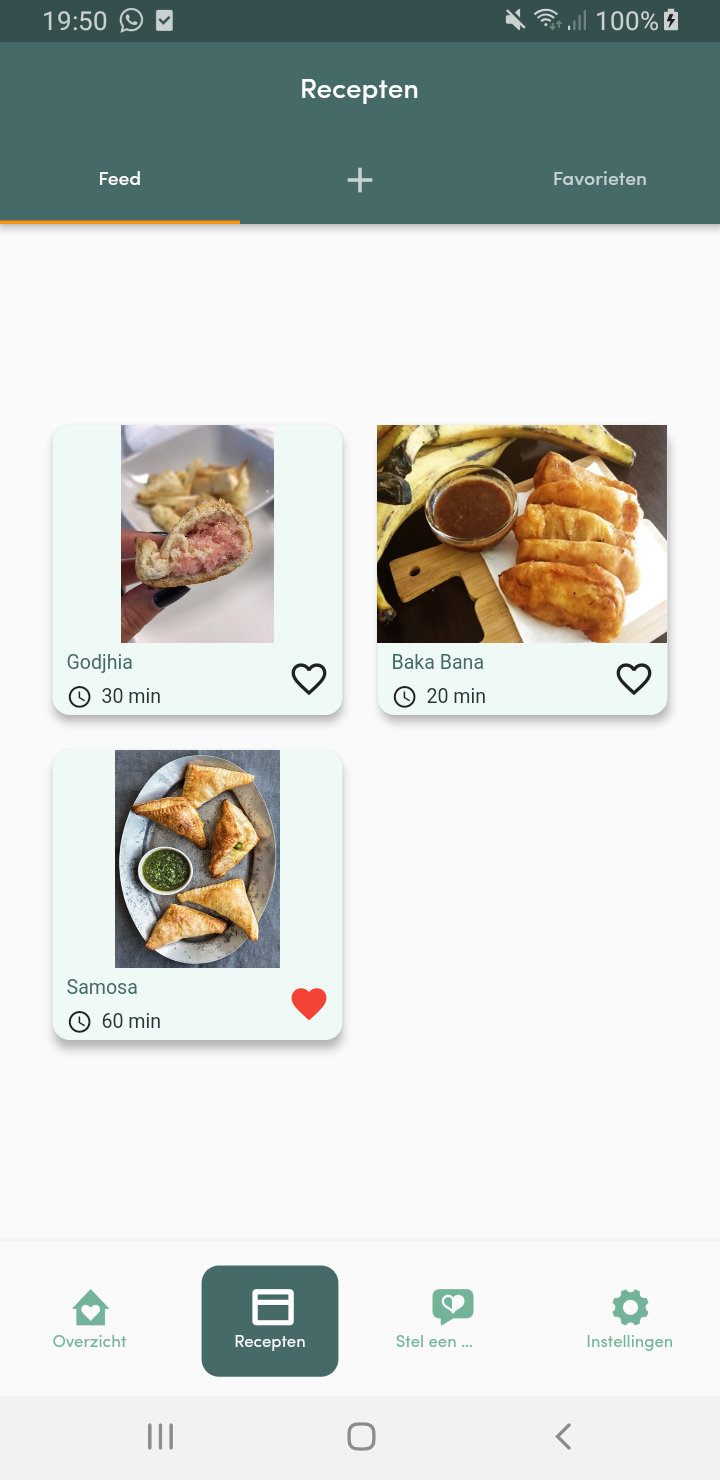 19:50 100%
Recepten
Feed Favorieten
Godjhia
30 min
Baka Bana
20 min
Samosa
60 min
Overzicht Recepten Stel een ... Instellingen